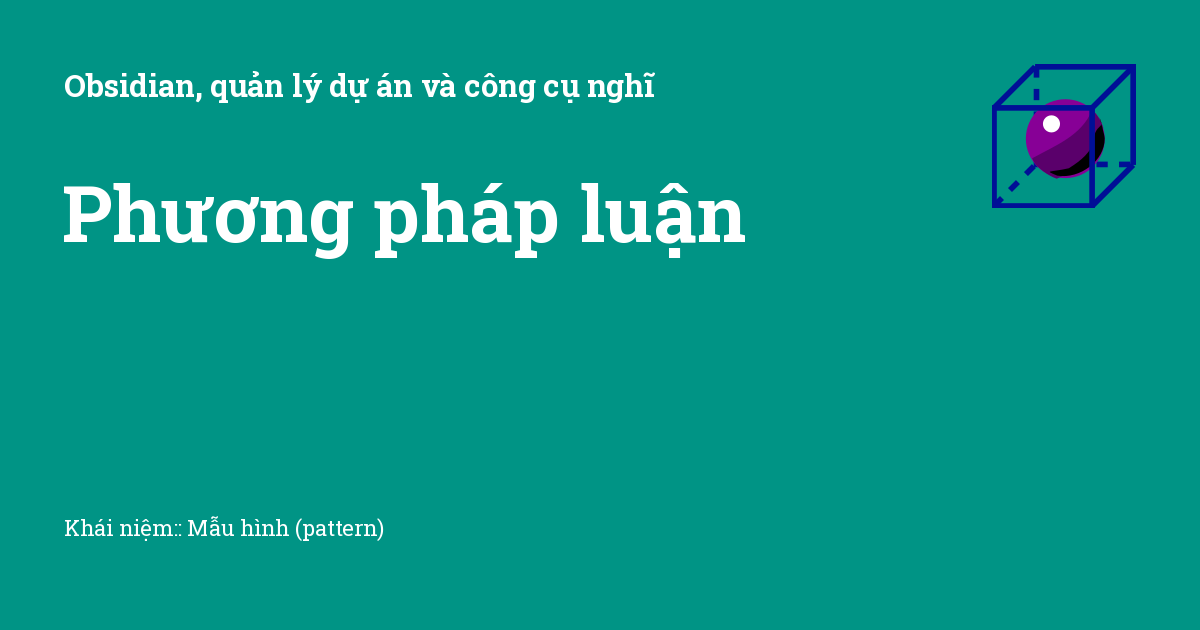 Obsidian, quản lý dự án và công cụ nghĩ
Phương pháp luận
Khái niệm:: Mẫu hình (pattern)